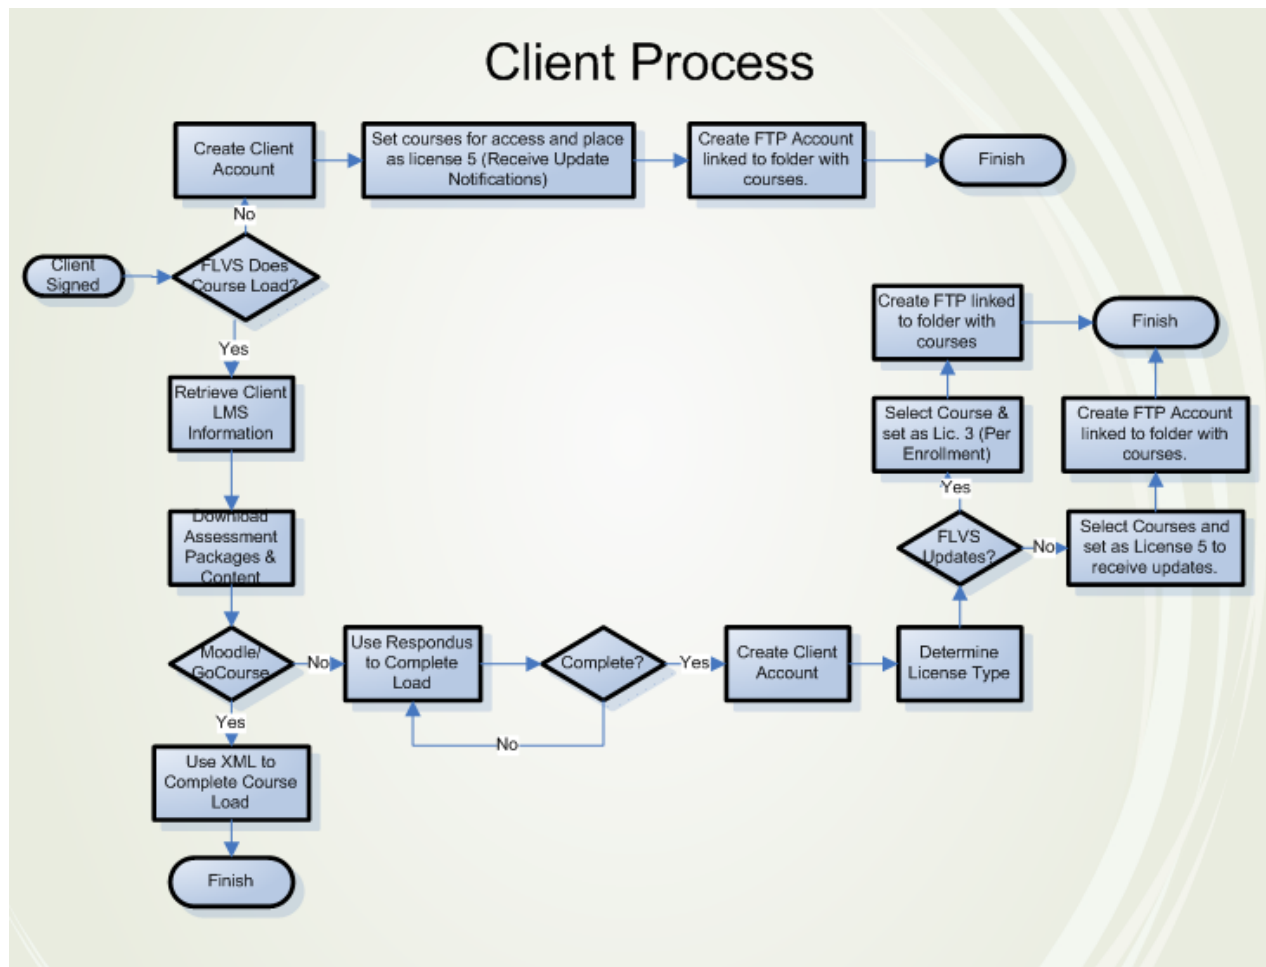 Client Process
Create Client
Account
Set courses for access and place
as license 5 (Receive Update
Notifications)
Create FTP Account
linked to folder with
courses.
Finish
No
Client
Signed
FLVS Does
Course Load?
Yes
Retrieve Client
LMS
Information
Download
Assessment
Packages &
Content
Moodle/
GoCourse
No
Use Respondus
to Complete
Load
Complete?
No
Yes
Create Client
Account
Determine
License Type
FLVS
Updates?
Yes
Select Course &
set as Lic. 3 (Per
Enrollment)
Create FTP linked
to folder with
courses
Finish
No
Select Courses and
set as License 5 to
receive updates.
Create FTP Account
linked to folder with
courses.
Yes
Use XML to
Complete Course
Load
Finish